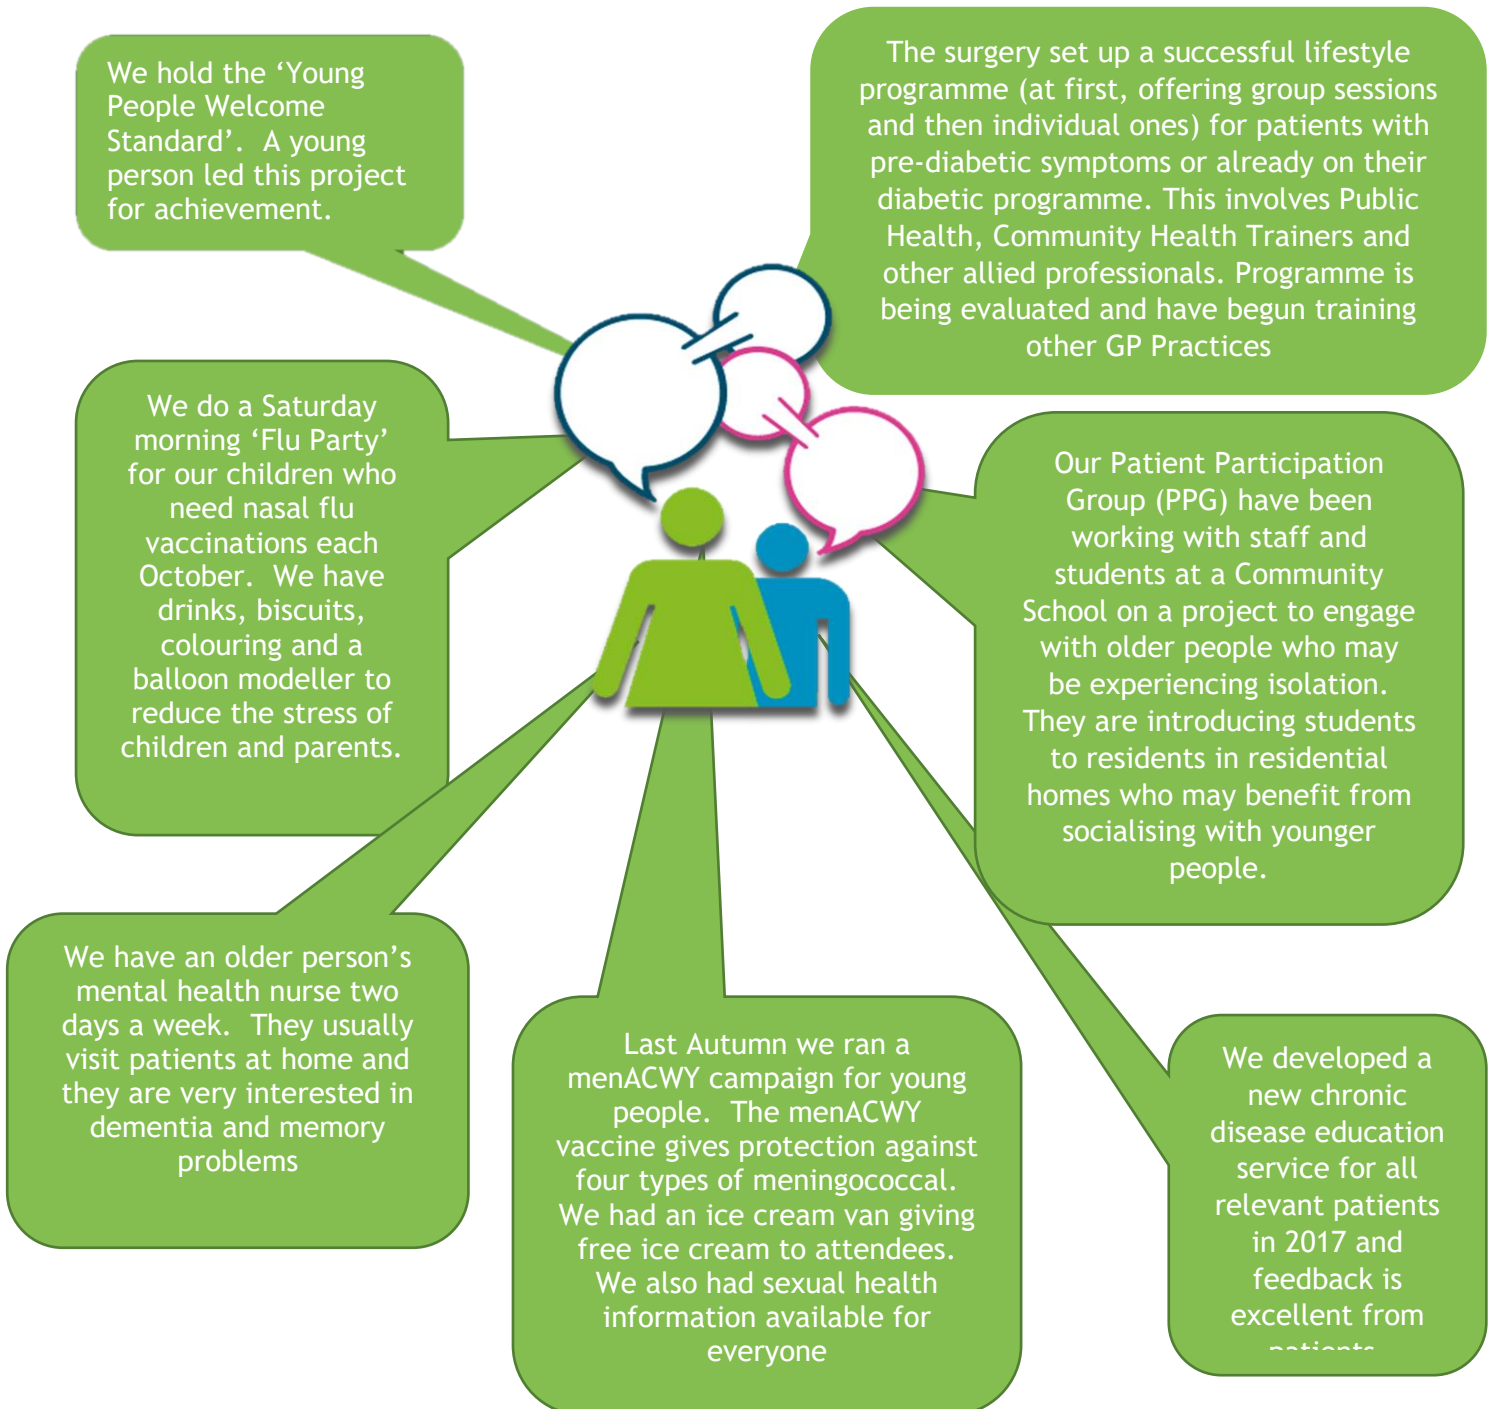 We hold the ‘Young
People Welcome
Standard’.  A young
person led this project
for achievement.
The surgery set up a successful lifestyle
programme (at first, offering group sessions
and then individual ones) for patients with
pre-diabetic symptoms or already on their
diabetic programme. This involves Public
Health, Community Health Trainers and
other allied professionals. Programme is
being evaluated and have begun training
other GP Practices
We do a Saturday
morning ‘Flu Party’
for our children who
need nasal flu
vaccinations each
October.  We have
drinks, biscuits,
colouring and a
balloon modeller to
reduce the stress of
children and parents.
Our Patient Participation
Group (PPG) have been
working with staff and
students at a Community
School on a project to engage
with older people who may
be experiencing isolation.
They are introducing students
to residents in residential
homes who may benefit from
socialising with younger
people.
We have an older person’s
mental health nurse two
days a week.  They usually
visit patients at home and
they are very interested in
dementia and memory
problems
Last Autumn we ran a
menACWY campaign for young
people.  The menACWY
vaccine gives protection against
four types of meningococcal.
We had an ice cream van giving
free ice cream to attendees.
We also had sexual health
information available for
everyone
We developed a
new chronic
disease education
service for all
relevant patients
in 2017 and
feedback is
excellent from
patients